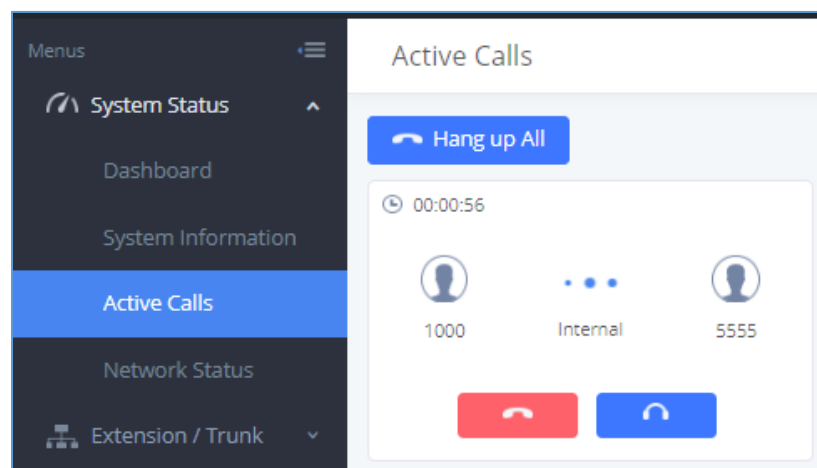 Menus
System Status
Dashboard
System Information
Active Calls
Network Status
Extension / Trunk
Active Calls
Hang up All
00:00:56
1000 Internal 5555